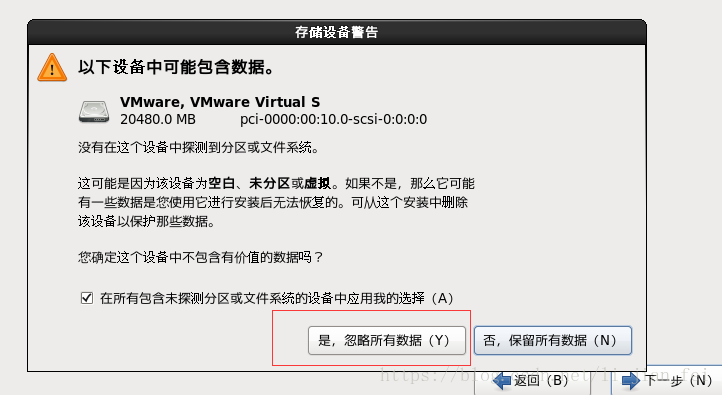 存储设备警告
以下设备中可能包含数据。
VMware, VMware Virtual S
20480.0 MB pci-0000:00:10.0-scsi-0:0:0:0
没有在这个设备中探测到分区或文件系统。
这可能是因为该设备为空白、未分区或虚拟。如果不是，那么它可能
有一些数据是您使用它进行安装后无法恢复的。可从这个安装中删除
该设备以保护那些数据。
您确定这个设备中不包含有价值的数据吗？
在所有包含未探测分区或文件系统的设备中应用我的选择（A）
是，忽略所有数据（Y） 否，保留所有数据（N）
返回（B） 下一步（N）